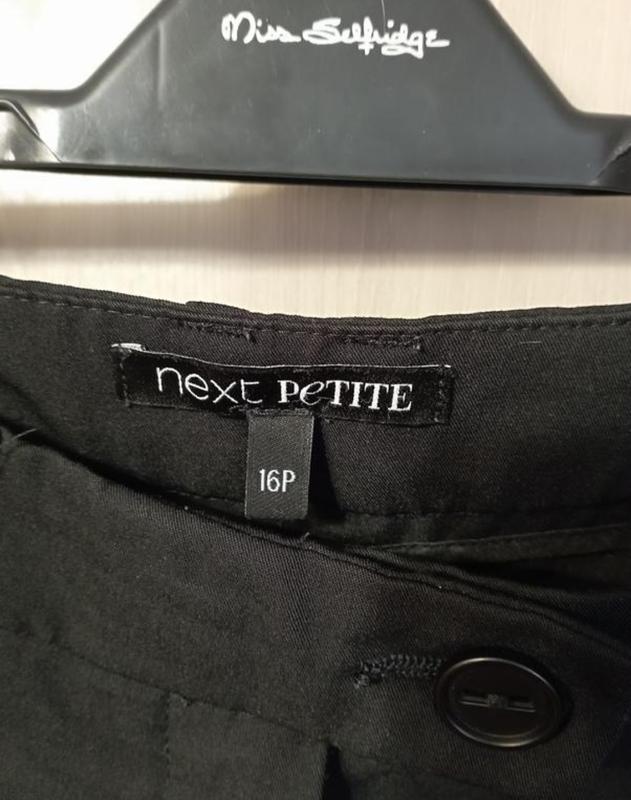 Miss Selfridge
next PeTITE
16P